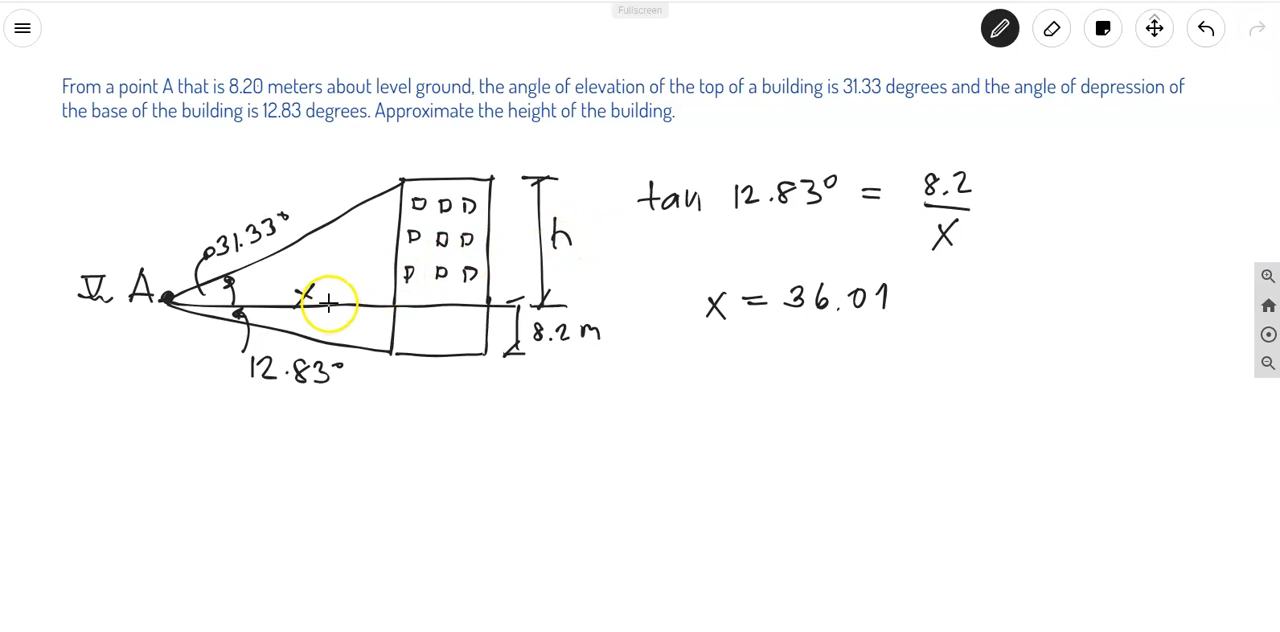 Fullscreen
From a point A that is 8.20 meters about level ground, the angle of elevation of the top of a building is 31.33 degrees and the angle of depression of
the base of the building is 12.83 degrees. Approximate the height of the building.
tan 12.83° = 8.2
x
31.33°
h
A
x
x = 36.01
8.2 m
12.83°